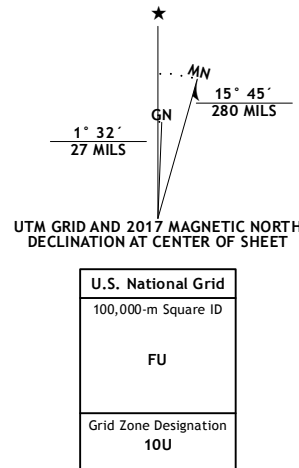 ★
MN
15° 45´
280 MILS
GN
1° 32´
27 MILS
UTM GRID AND 2017 MAGNETIC NORTH
DECLINATION AT CENTER OF SHEET
U.S. National Grid
100,000-m Square ID
FU
Grid Zone Designation
10U